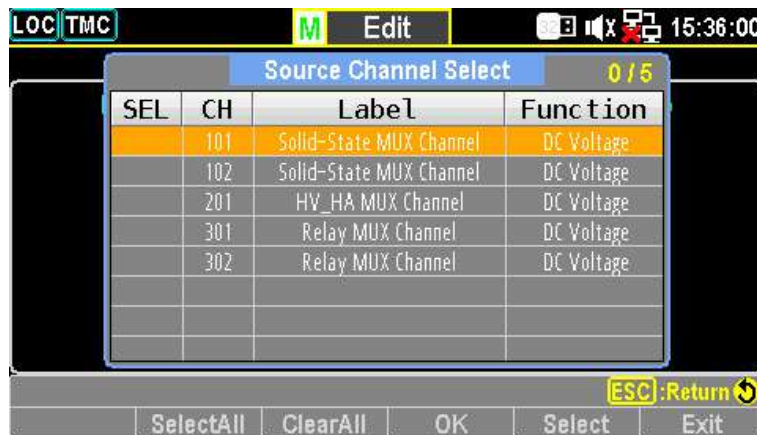 LOC TMC M Edit 32 X 15:36:00
Source Channel Select 0/5
SEL CH Label Function
101 Solid-State MUX Channel DC Voltage
102 Solid-State MUX Channel DC Voltage
201 HV_HA MUX Channel DC Voltage
301 Relay MUX Channel DC Voltage
302 Relay MUX Channel DC Voltage
ESC:Return
SelectAll ClearAll OK Select Exit